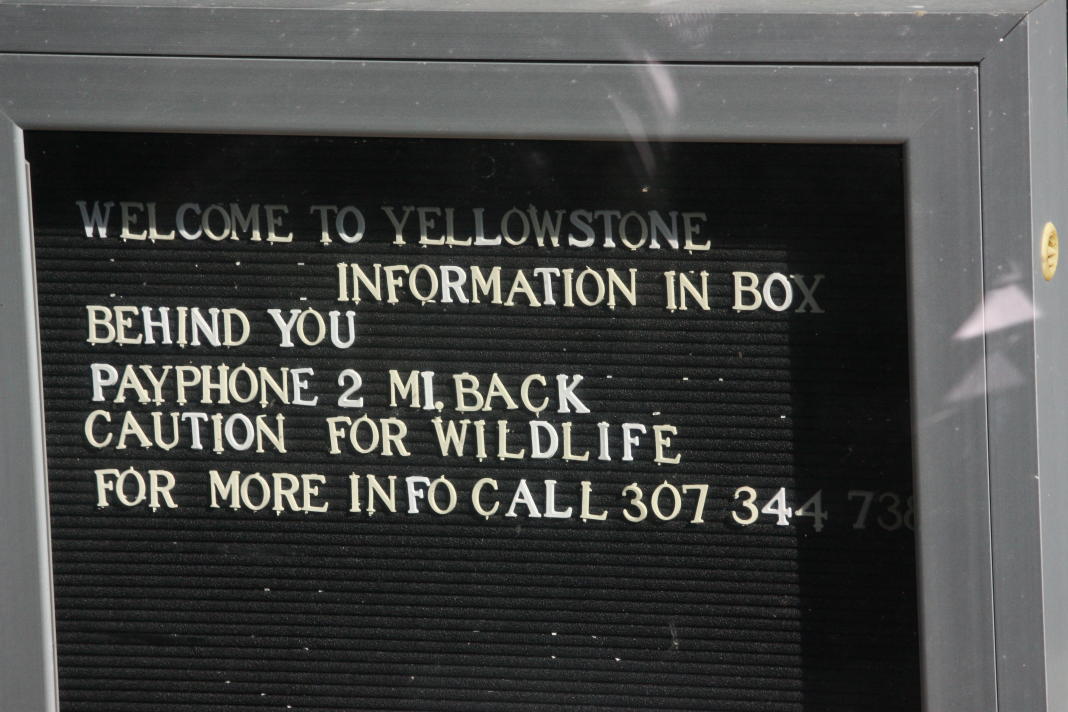 WELCOME TO YELLOWSTONE
INFORMATION IN BOX
BEHIND YOU
PAYPHONE 2 MI. BACK
CAUTION FOR WILDLIFE
FOR MORE INFO CALL 307 344